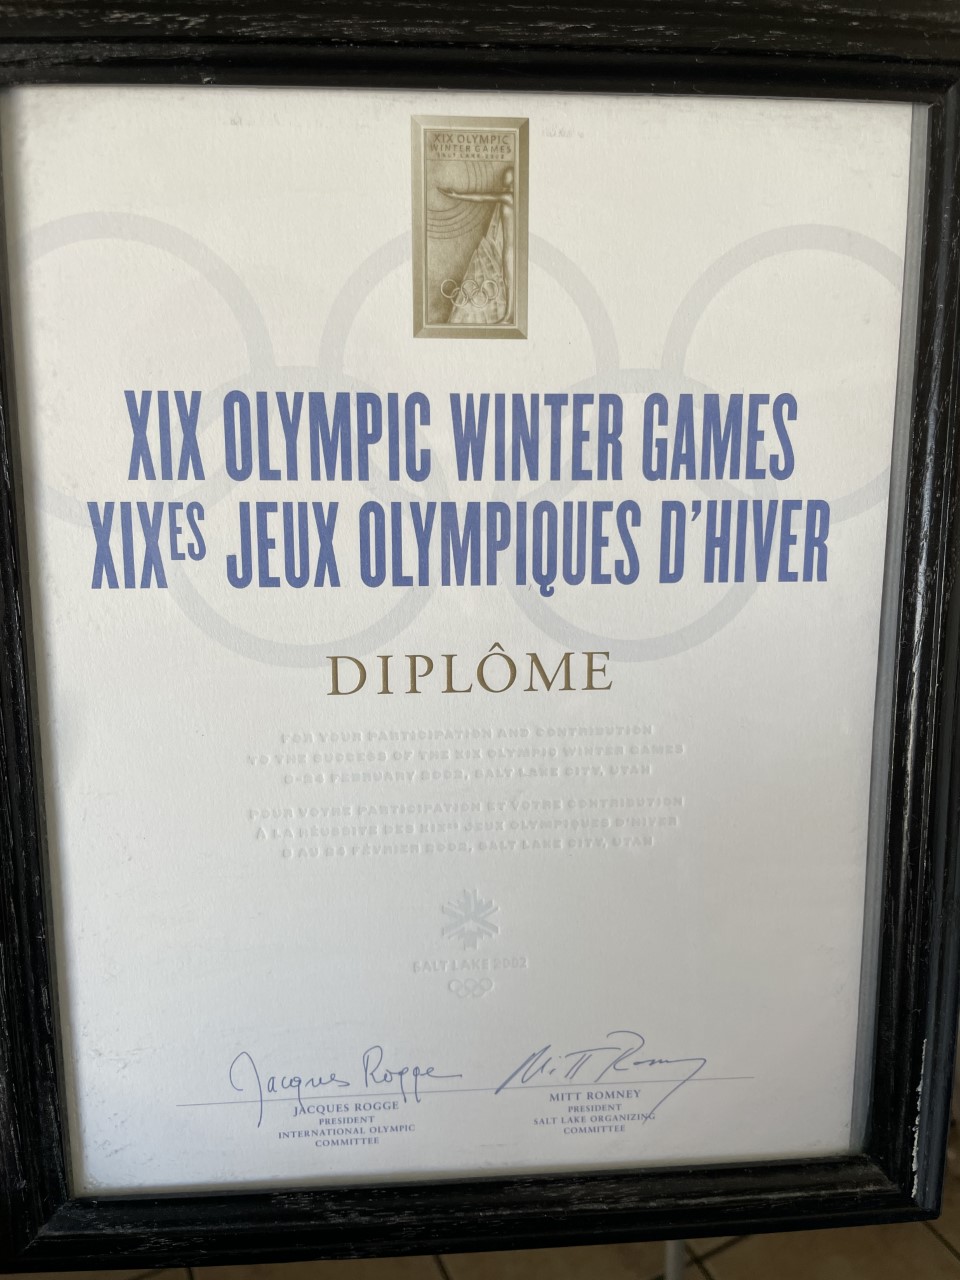 XIX OLYMPIC
WINTER GAMES
SALT LAKE 2002
XIX OLYMPIC WINTER GAMES
XIXES JEUX OLYMPIQUES D'HIVER
DIPLÔME
FOR YOUR PARTICIPATION AND CONTRIBUTION
TO THE SUCCESS OF THE XIX OLYMPIC WINTER GAMES
8-24 FEBRUARY 2002, SALT LAKE CITY, UTAH
POUR VOTRE PARTICIPATION ET VOTRE CONTRIBUTION
À LA RÉUSSITE DES XIXES JEUX OLYMPIQUES D'HIVER
8 AU 24 FÉVRIER 2002, SALT LAKE CITY, UTAH
SALT LAKE 2002
Jacques Rogge
Mitt Romney
JACQUES ROGGE
PRESIDENT
INTERNATIONAL OLYMPIC
COMMITTEE
MITT ROMNEY
PRESIDENT
SALT LAKE ORGANIZING
COMMITTEE